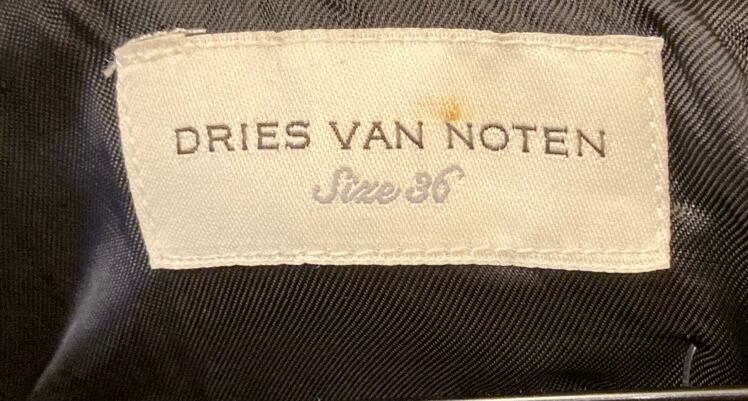 DRIES VAN NOTEN
Size 36